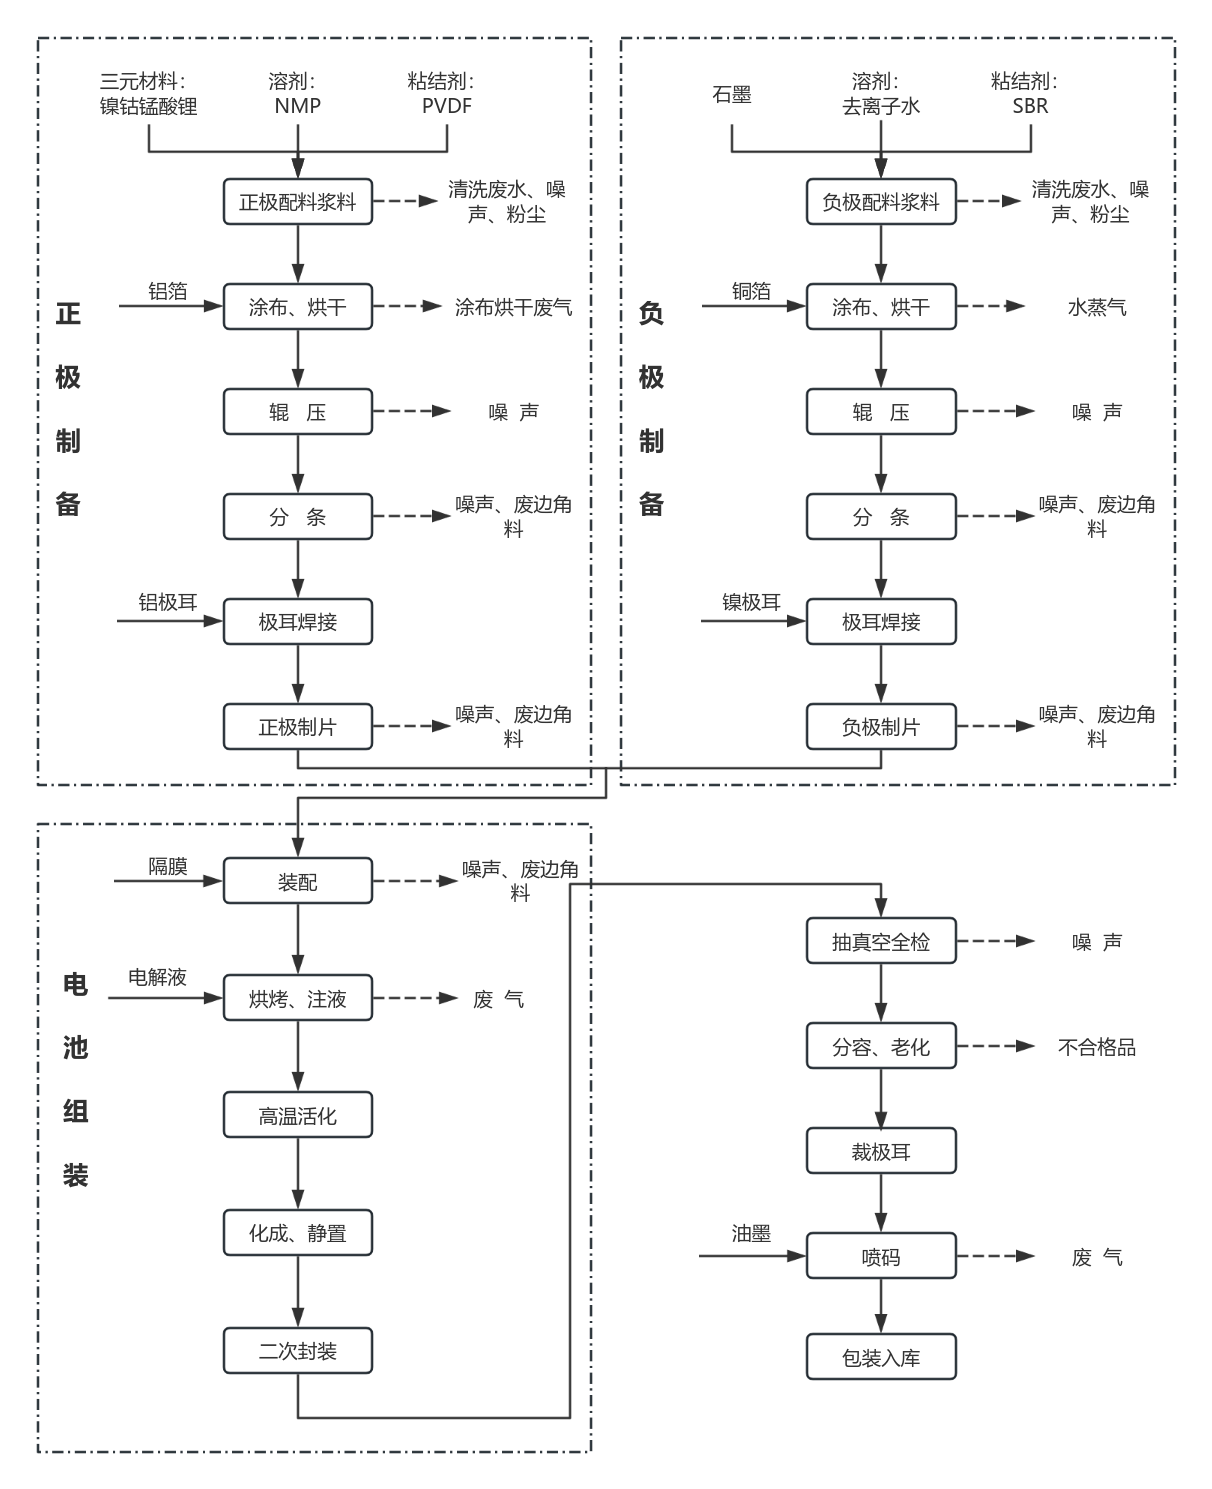 三元材料：
镍钴锰酸锂
溶剂：
NMP
粘结剂：
PVDF
正极配料浆料
清洗废水、噪
声、粉尘
铝箔
涂布、烘干
涂布烘干废气
辊 压
噪 声
分 条
噪声、废边角
料
铝极耳
极耳焊接
正极制片
噪声、废边角
料
正
极
制
备
石墨
溶剂：
去离子水
粘结剂：
SBR
负极配料浆料
清洗废水、噪
声、粉尘
铜箔
涂布、烘干
水蒸气
辊 压
噪 声
分 条
噪声、废边角
料
镍极耳
极耳焊接
负极制片
噪声、废边角
料
负
极
制
备
隔膜
装配
噪声、废边角
料
电解液
烘烤、注液
废 气
高温活化
化成、静置
二次封装
电
池
组
装
抽真空全检
噪 声
分容、老化
不合格品
裁极耳
油墨
喷码
废 气
包装入库